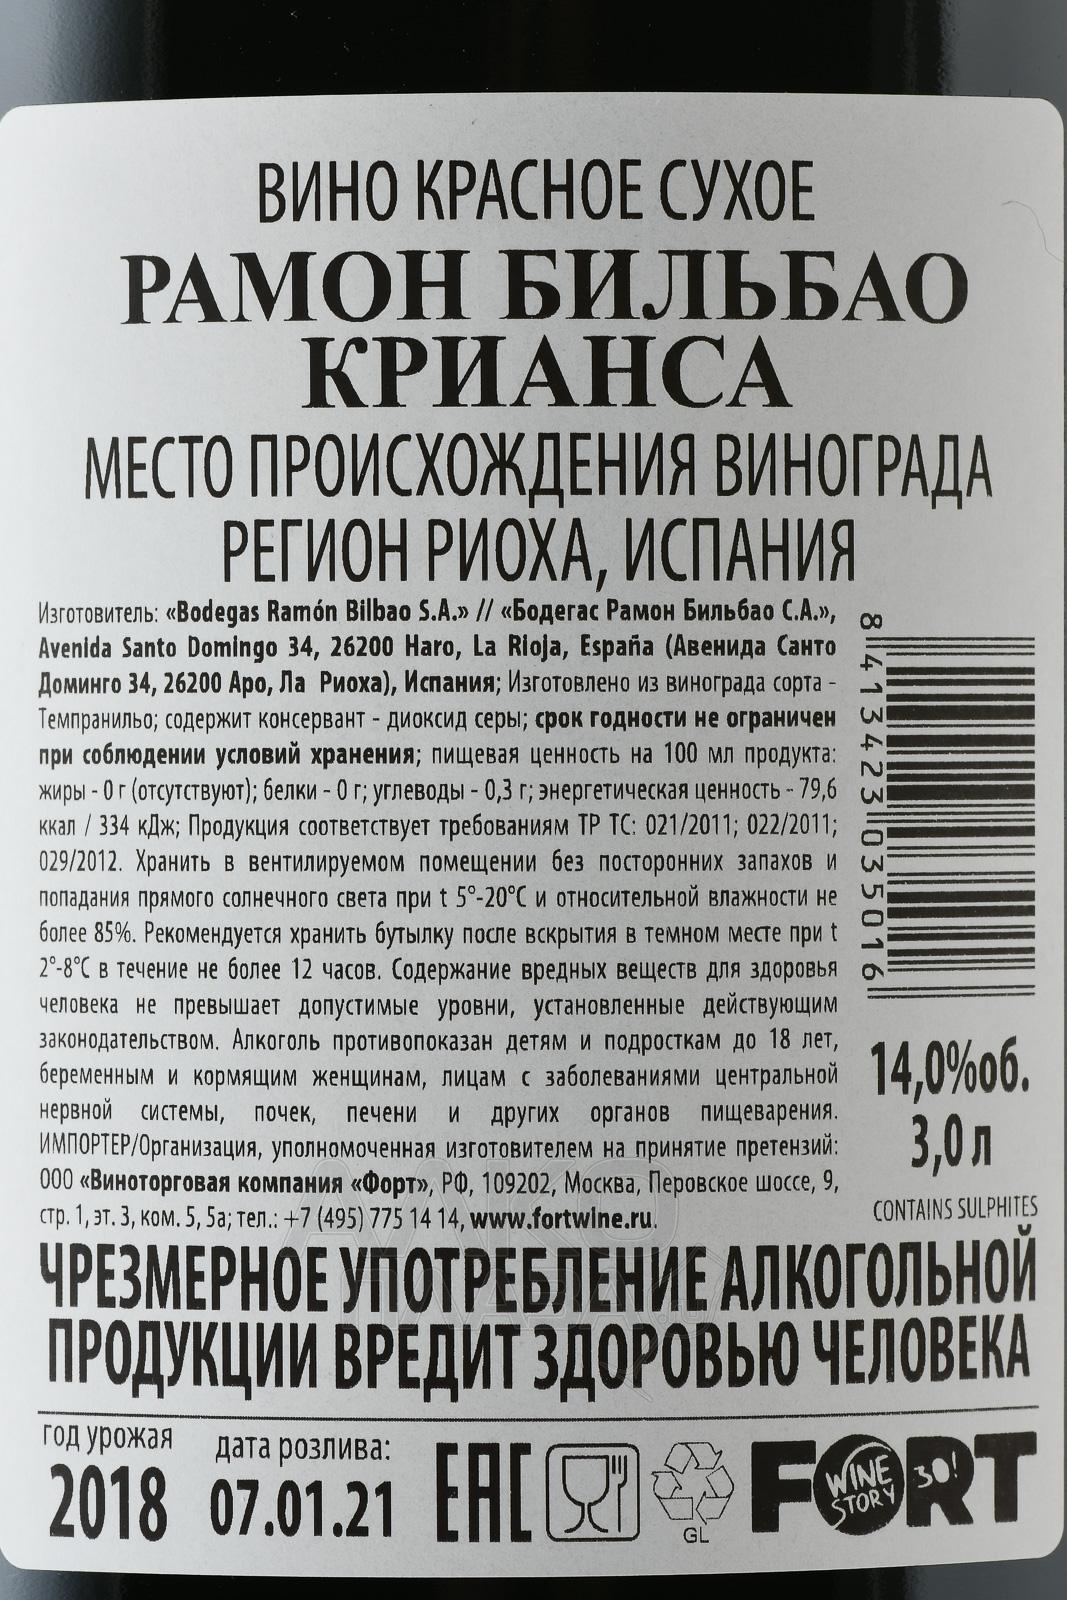 ВИНО КРАСНОЕ СУХОЕ
РАМОН БИЛЬБАО
КРИАНСА
МЕСТО ПРОИСХОЖДЕНИЯ ВИНОГРАДА
РЕГИОН РИОХА, ИСПАНИЯ
Изготовитель: «Bodegas Ramón Bilbao S.A.» // «Бодегас Рамон Бильбао С.А.»,
Avenida Santo Domingo 34, 26200 Haro, La Rioja, España (Авенида Санто
Доминго 34, 26200 Аро, Ла Риоха), Испания; Изготовлено из винограда сорта -
Темпранильо; содержит консервант - диоксид серы; срок годности не ограничен
при соблюдении условий хранения; пищевая ценность на 100 мл продукта:
жиры - 0 г (отсутствуют); белки - 0 г; углеводы - 0,3 г; энергетическая ценность - 79,6
ккал / 334 кДж; Продукция соответствует требованиям ТР ТС: 021/2011; 022/2011;
029/2012. Хранить в вентилируемом помещении без посторонних запахов и
попадания прямого солнечного света при t 5°-20°С и относительной влажности не
более 85%. Рекомендуется хранить бутылку после вскрытия в темном месте при t
2°-8°С в течение не более 12 часов. Содержание вредных веществ для здоровья
человека не превышает допустимые уровни, установленные действующим
законодательством. Алкоголь противопоказан детям и подросткам до 18 лет,
беременным и кормящим женщинам, лицам с заболеваниями центральной
нервной системы, почек, печени и других органов пищеварения.
ИМПОРТЕР/Организация, уполномоченная изготовителем на принятие претензий:
ООО «Виноторговая компания «Форт», РФ, 109202, Москва, Перовское шоссе, 9,
стр. 1, эт. 3, ком. 5, 5а; тел.: +7 (495) 775 14 14, www.fortwine.ru.
8 413423 035016
14,0%об.
3,0 л
CONTAINS SULPHITES
АЛКО
ПЛАЗА.ru
ЧРЕЗМЕРНОЕ УПОТРЕБЛЕНИЕ АЛКОГОЛЬНОЙ
ПРОДУКЦИИ ВРЕДИТ ЗДОРОВЬЮ ЧЕЛОВЕКА
год урожая
2018
дата розлива:
07.01.21
EAC
GL
FORT
WINE
STORY
30!